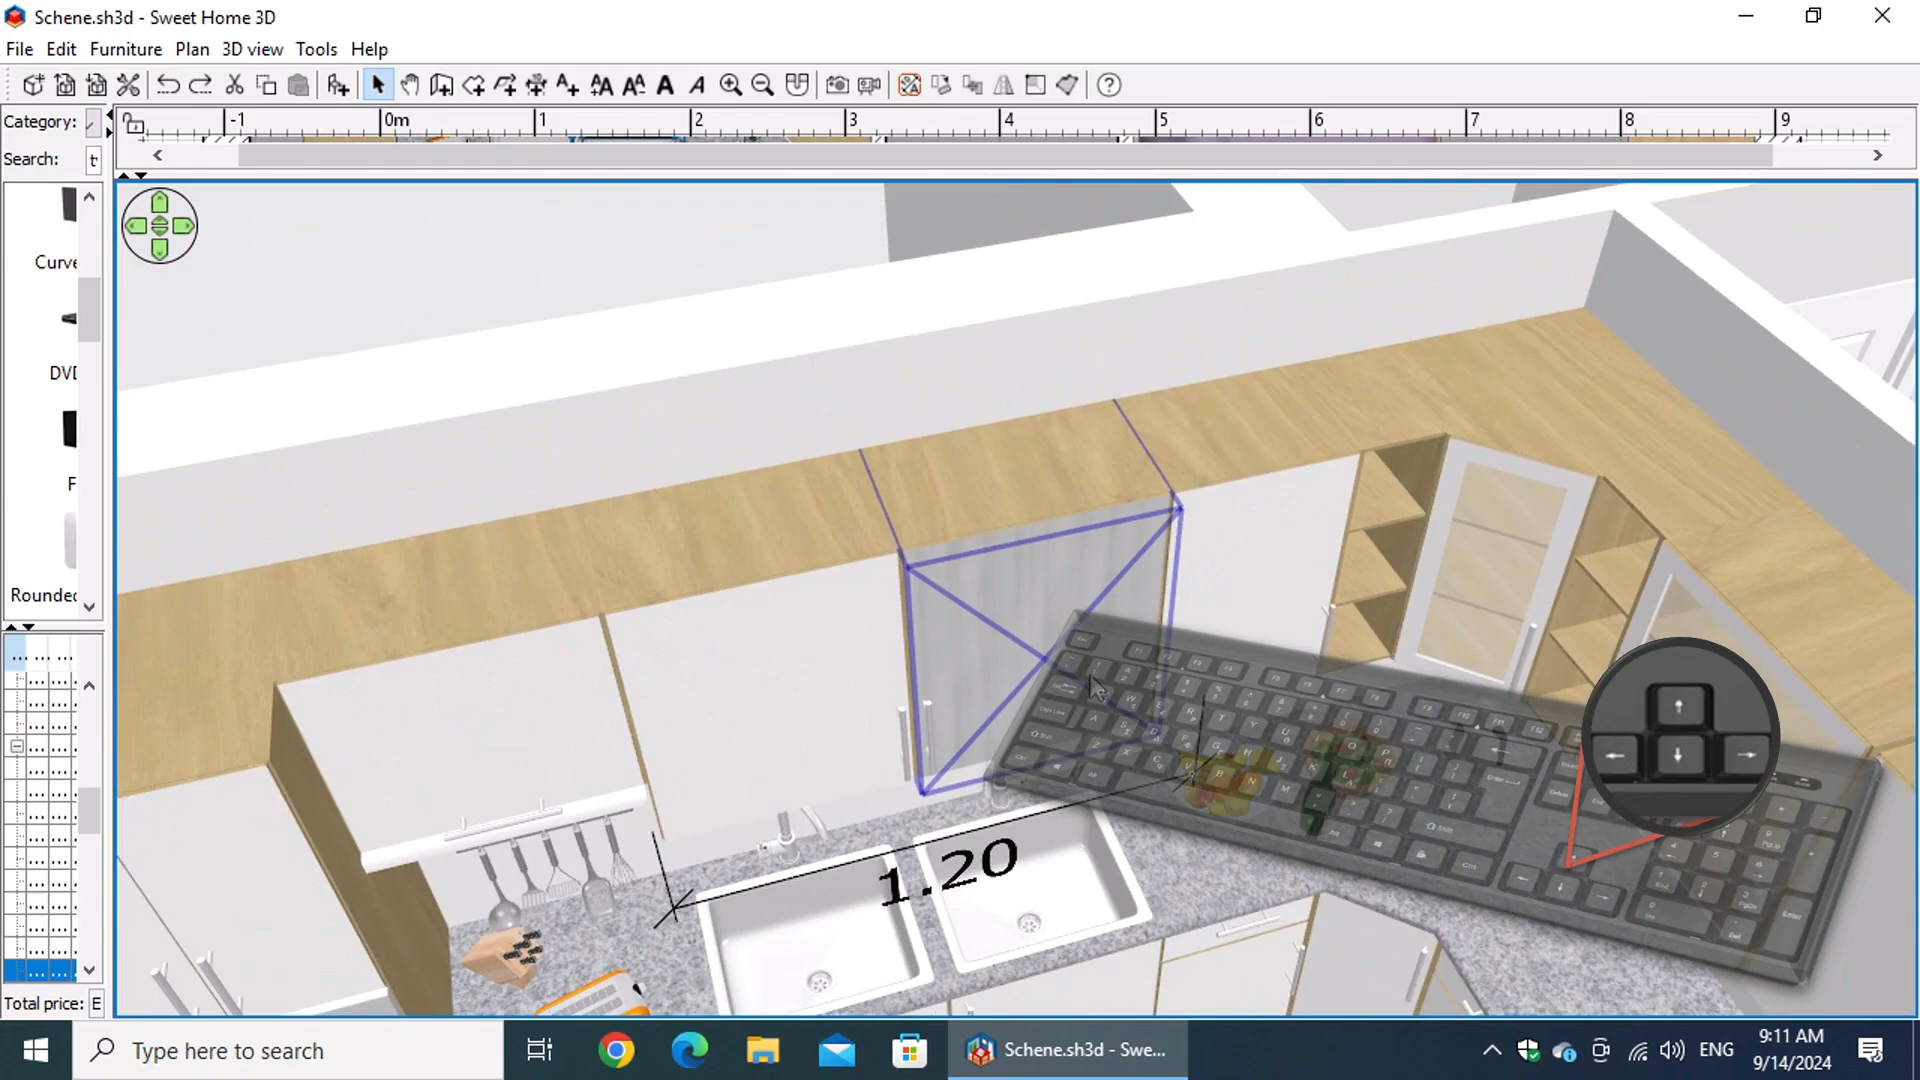 Schene.sh3d - Sweet Home 3D
File Edit Furniture Plan 3D view Tools Help
Category:
-1 0m 1 2 3 4 5 6 7 8 9
Search: t
Curve
DVD
F
Rounded
1.20
Total price: E
Type here to search
Schene.sh3d - Swe...
ENG
9:11 AM
9/14/2024